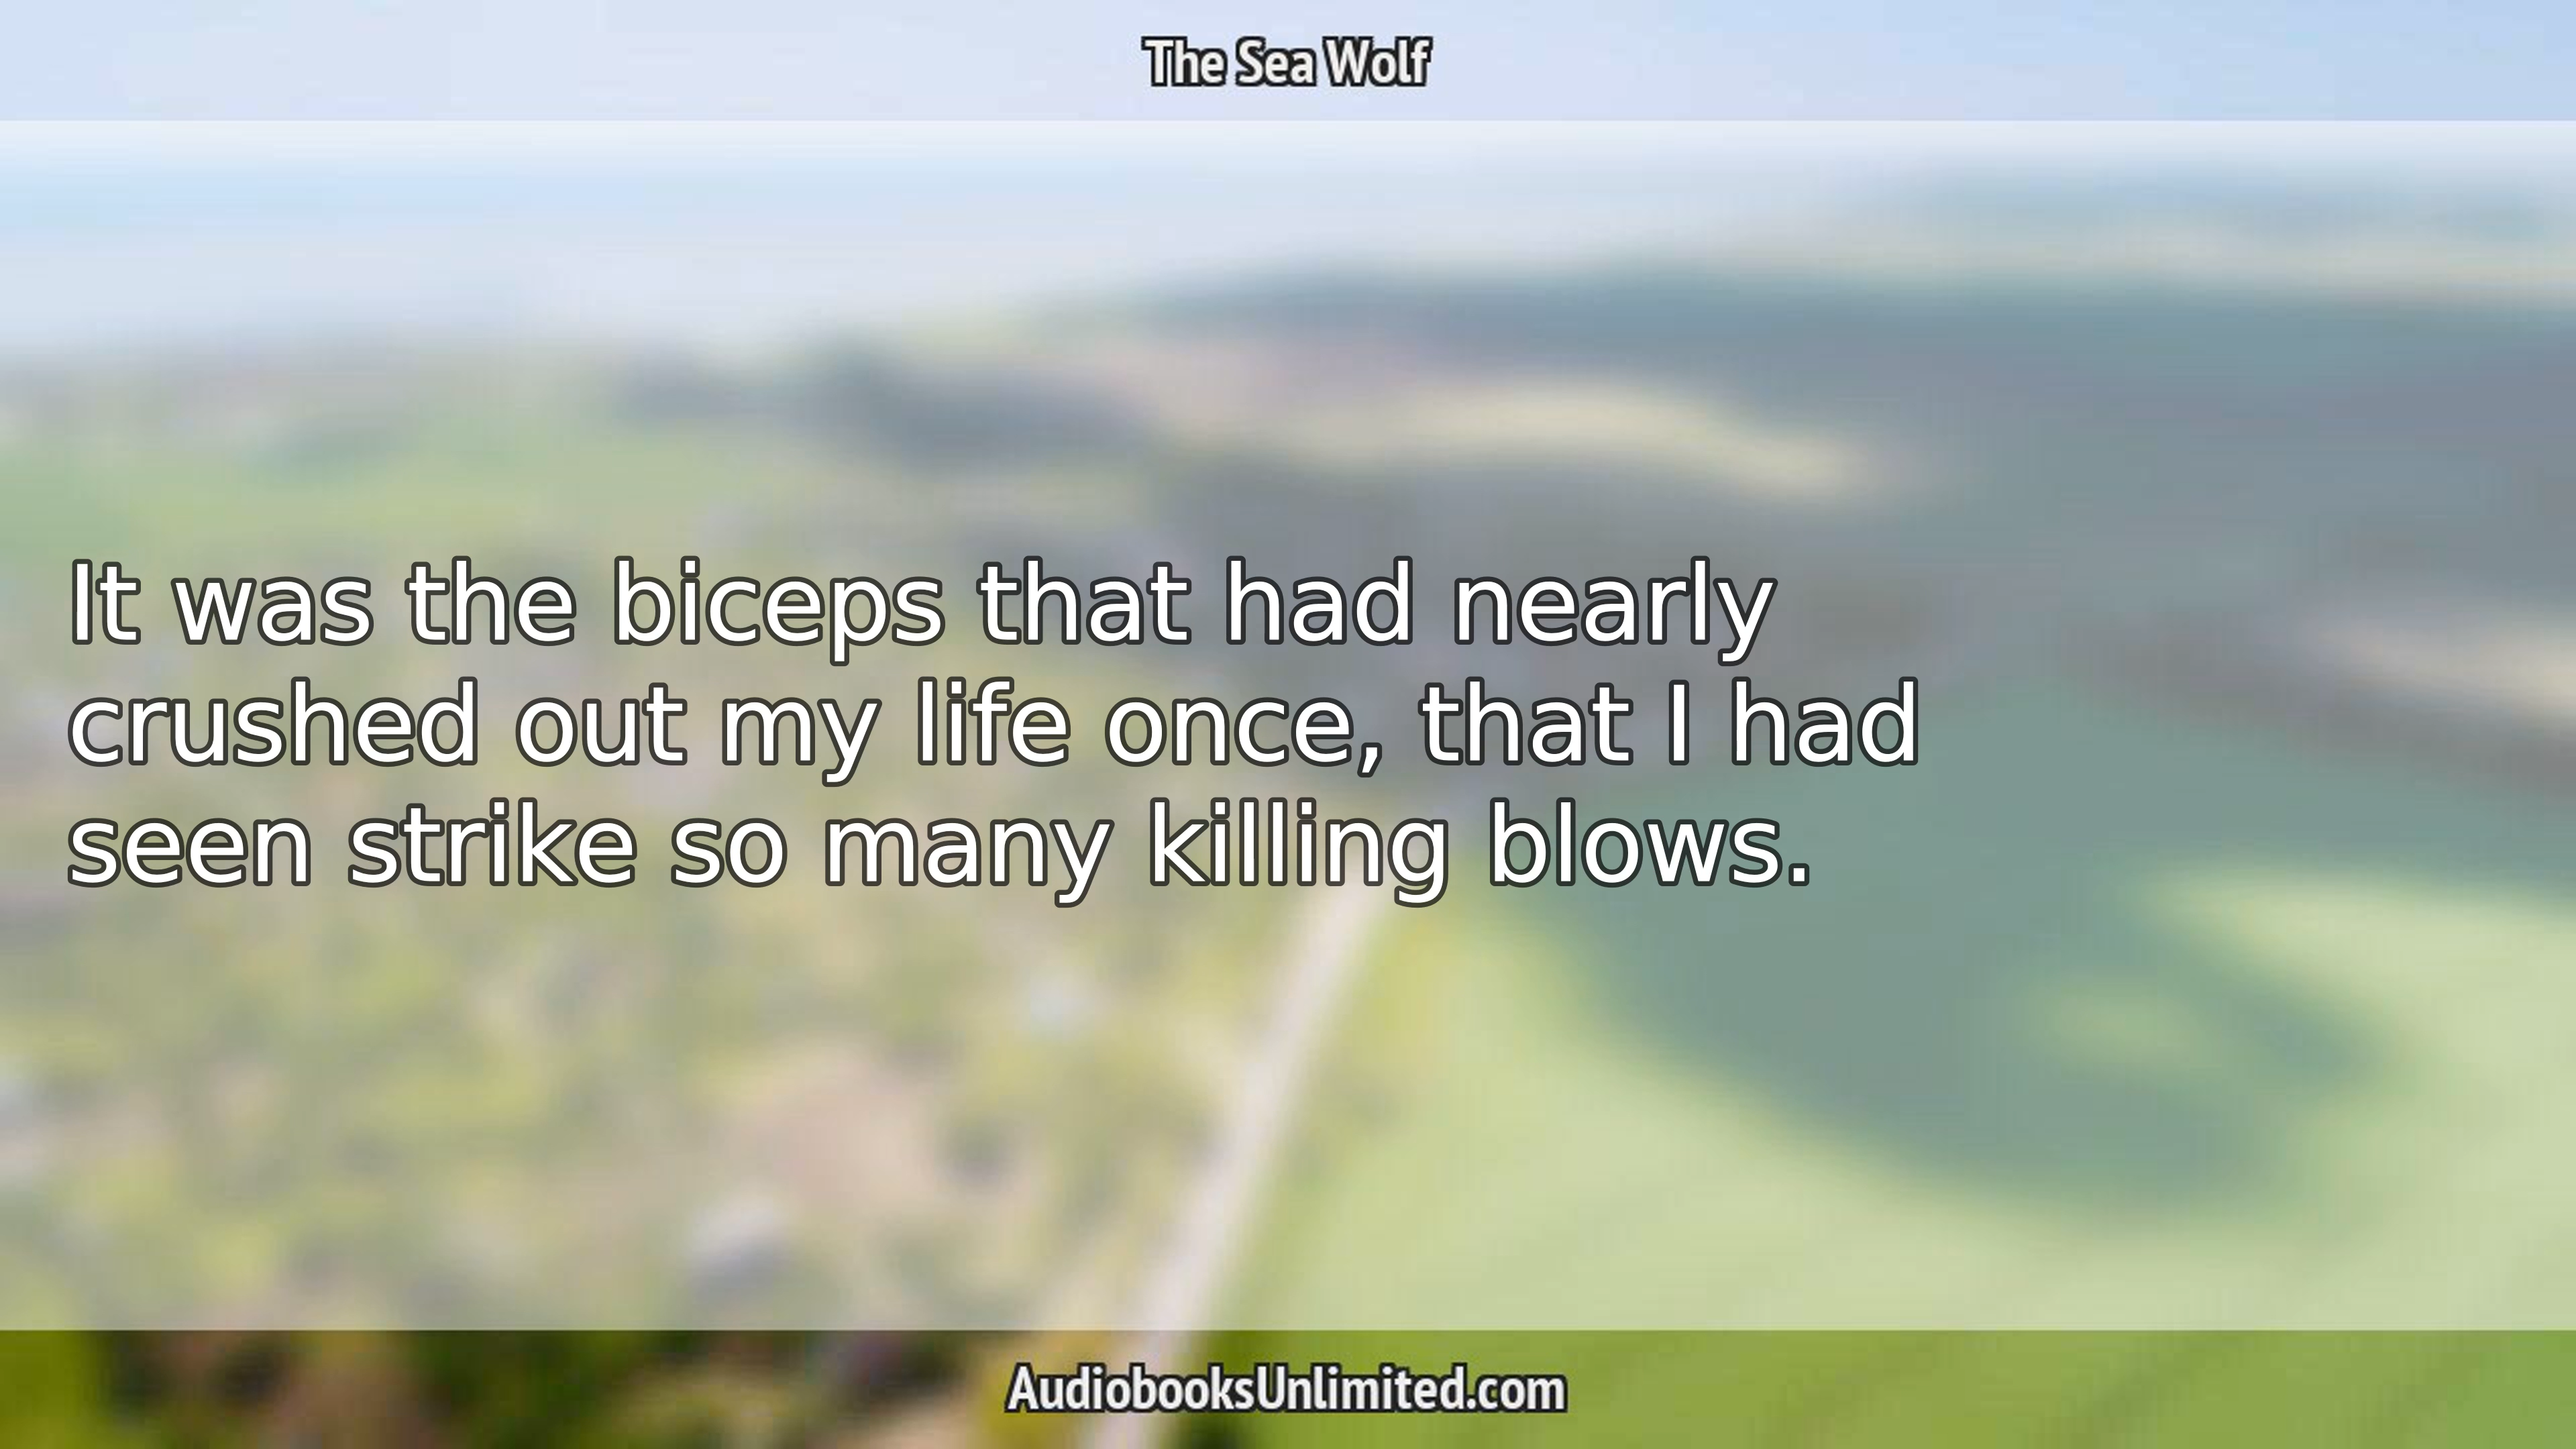 The Sea Wolf
It was the biceps that had nearly
crushed out my life once, that I had
seen strike so many killing blows.
AudiobooksUnlimited.com